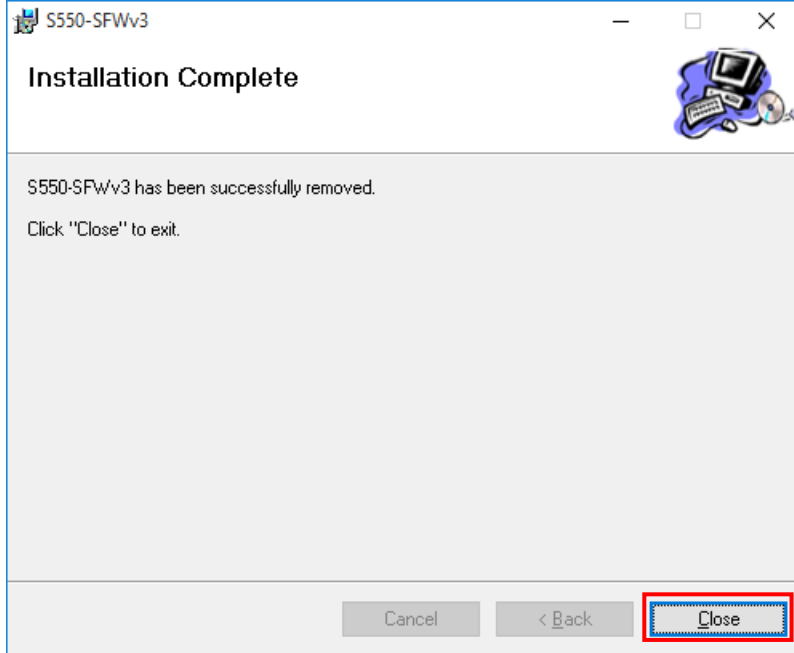 S550-SFWv3
Installation Complete
S550-SFWv3 has been successfully removed.
Click "Close" to exit.
Cancel
< Back
Close